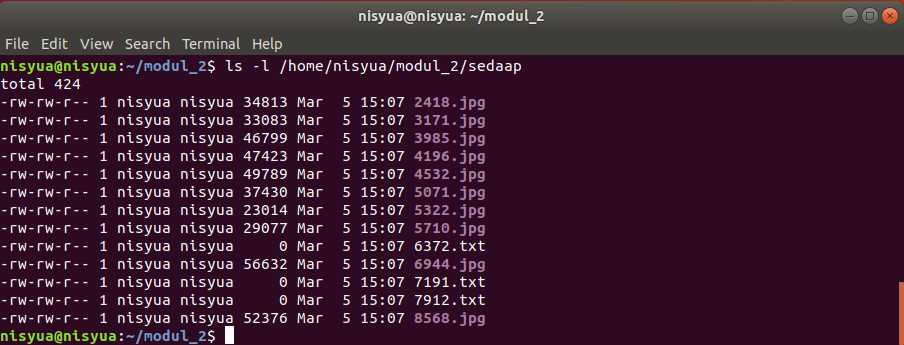 nisyua@nisyua: ~/modul_2
File Edit View Search Terminal Help
nisyua@nisyua:~/modul_2$ ls -l /home/nisyua/modul_2/sedaap
total 424
-rw-rw-r-- 1 nisyua nisyua 34813 Mar  5 15:07 2418.jpg
-rw-rw-r-- 1 nisyua nisyua 33083 Mar  5 15:07 3171.jpg
-rw-rw-r-- 1 nisyua nisyua 46799 Mar  5 15:07 3985.jpg
-rw-rw-r-- 1 nisyua nisyua 47423 Mar  5 15:07 4196.jpg
-rw-rw-r-- 1 nisyua nisyua 49789 Mar  5 15:07 4532.jpg
-rw-rw-r-- 1 nisyua nisyua 37430 Mar  5 15:07 5071.jpg
-rw-rw-r-- 1 nisyua nisyua 23014 Mar  5 15:07 5322.jpg
-rw-rw-r-- 1 nisyua nisyua 29077 Mar  5 15:07 5710.jpg
-rw-rw-r-- 1 nisyua nisyua     0 Mar  5 15:07 6372.txt
-rw-rw-r-- 1 nisyua nisyua 56632 Mar  5 15:07 6944.jpg
-rw-rw-r-- 1 nisyua nisyua     0 Mar  5 15:07 7191.txt
-rw-rw-r-- 1 nisyua nisyua     0 Mar  5 15:07 7912.txt
-rw-rw-r-- 1 nisyua nisyua 52376 Mar  5 15:07 8568.jpg
nisyua@nisyua:~/modul_2$